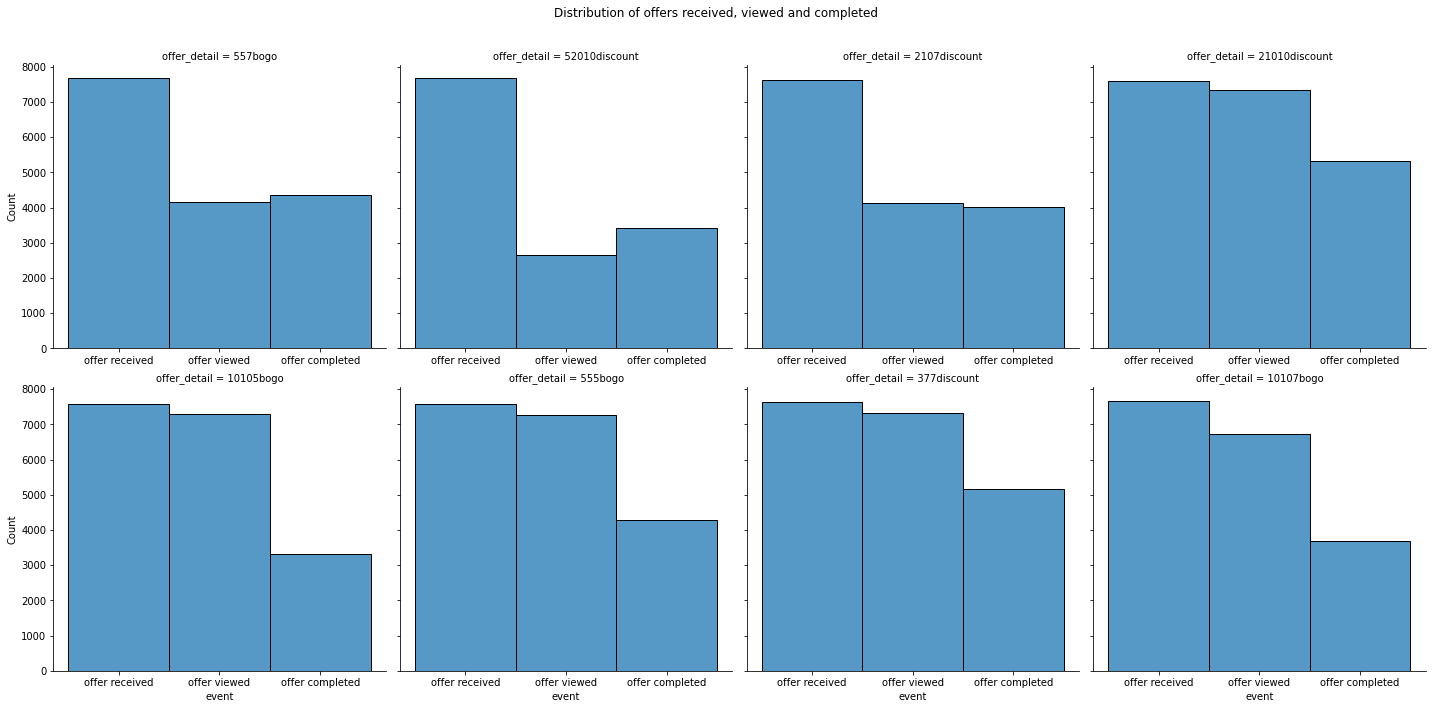 Distribution of offers received, viewed and completed
offer_detail = 557bogo
offer_detail = 52010discount
offer_detail = 2107discount
offer_detail = 21010discount
8000
7000
6000
5000
4000
3000
2000
1000
0
Count
offer received offer viewed offer completed
offer received offer viewed offer completed
offer received offer viewed offer completed
offer received offer viewed offer completed
offer_detail = 10105bogo
offer_detail = 555bogo
offer_detail = 377discount
offer_detail = 10107bogo
8000
7000
6000
5000
4000
3000
2000
1000
0
Count
offer received offer viewed offer completed
offer received offer viewed offer completed
offer received offer viewed offer completed
offer received offer viewed offer completed
event
event
event
event